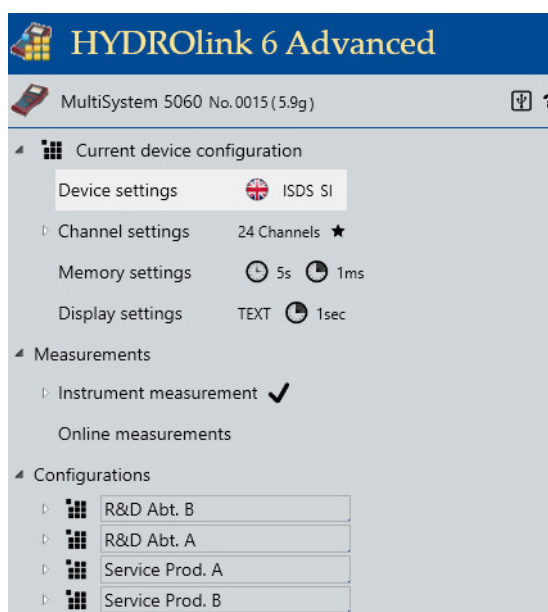 HYDROlink 6 Advanced
MultiSystem 5060 No.0015 (5.9g)
Current device configuration
Device settings ISDS SI
Channel settings 24 Channels ★
Memory settings 5s 1ms
Display settings TEXT 1sec
Measurements
Instrument measurement ✓
Online measurements
Configurations
R&D Abt. B
R&D Abt. A
Service Prod. A
Service Prod. B